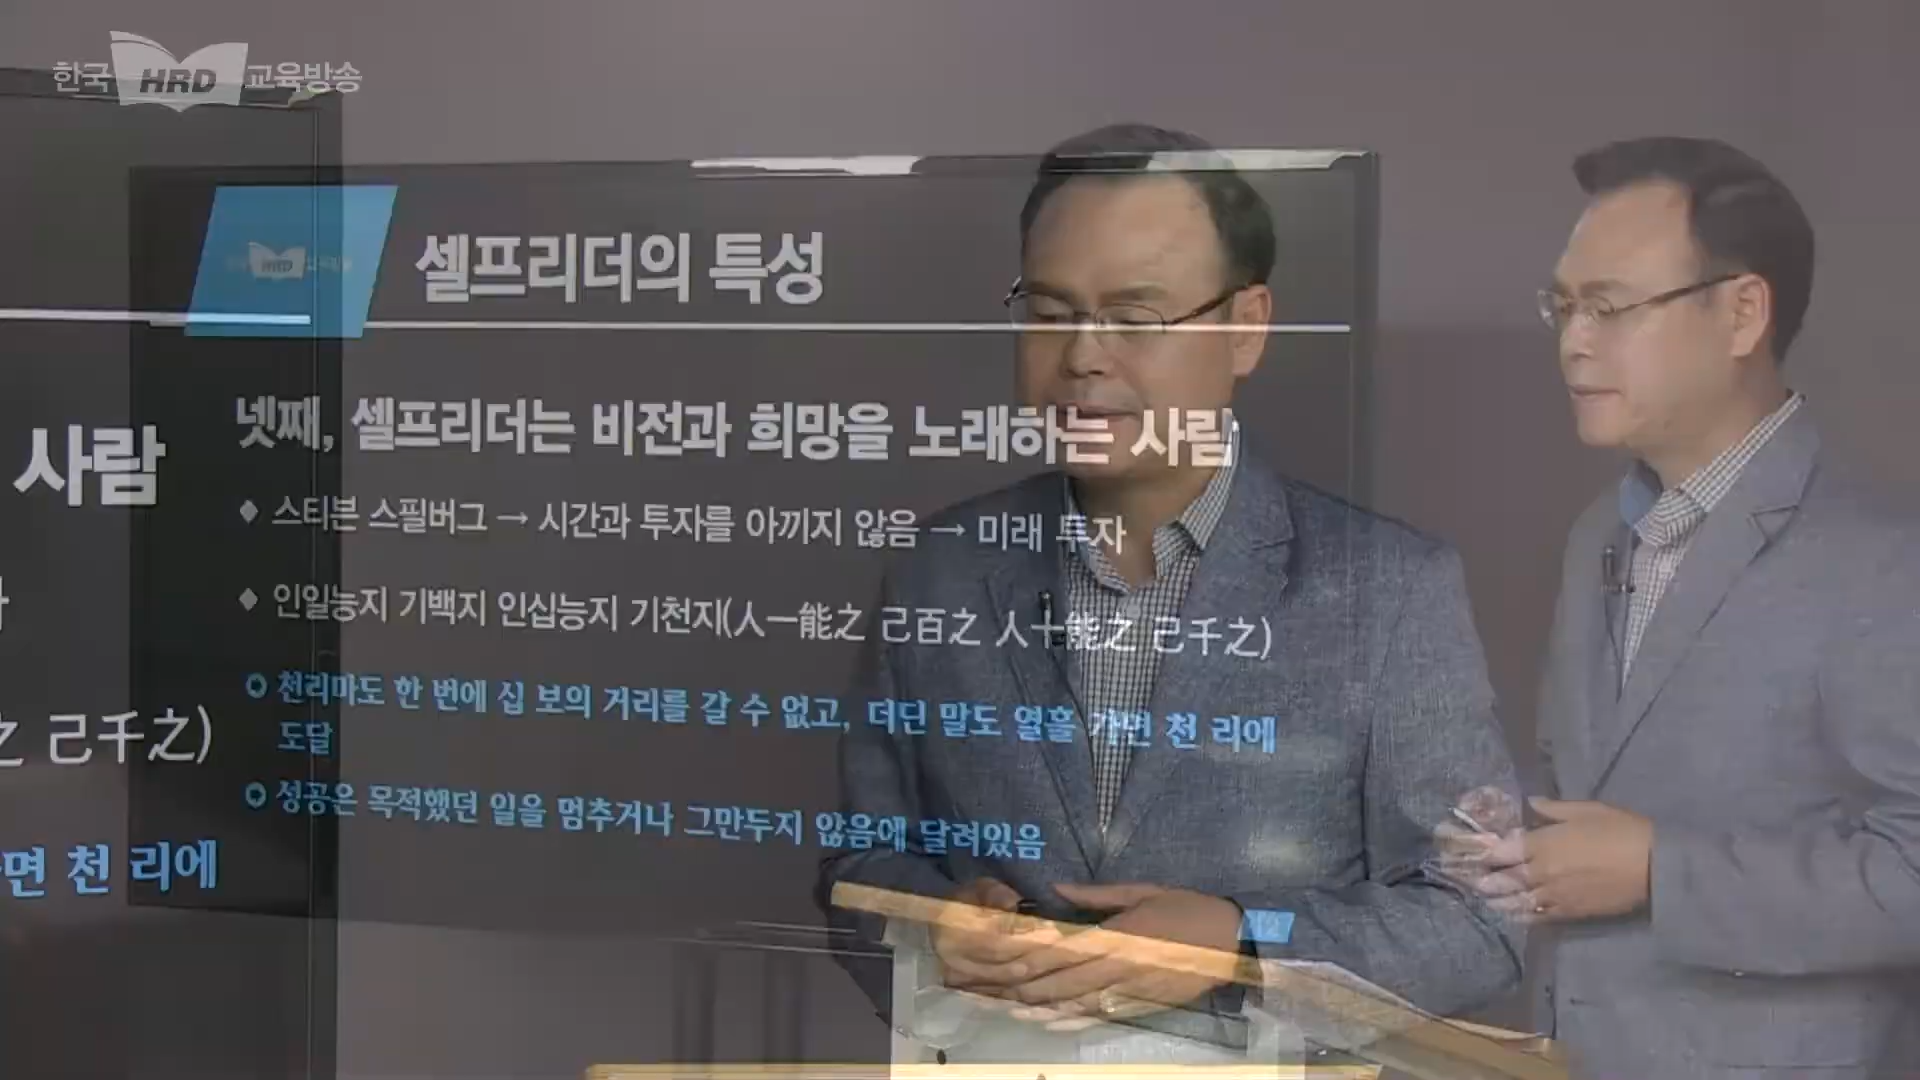 한국 HRD 교육방송
HRD
셀프리더의 특성
넷째, 셀프리더는 비전과 희망을 노래하는 사람
◆ 스티븐 스필버그 → 시간과 투자를 아끼지 않음 → 미래 투자
◆ 인일능지 기백지 인십능지 기천지(人一能之 己百之 人十能之 己千之)
천리마도 한 번에 십 보의 거리를 갈 수 없고, 더딘 말도 열흘 가면 천 리에
도달
성공은 목적했던 일을 멈추거나 그만두지 않음에 달려있음
사람
之 己千之)
면 천 리에